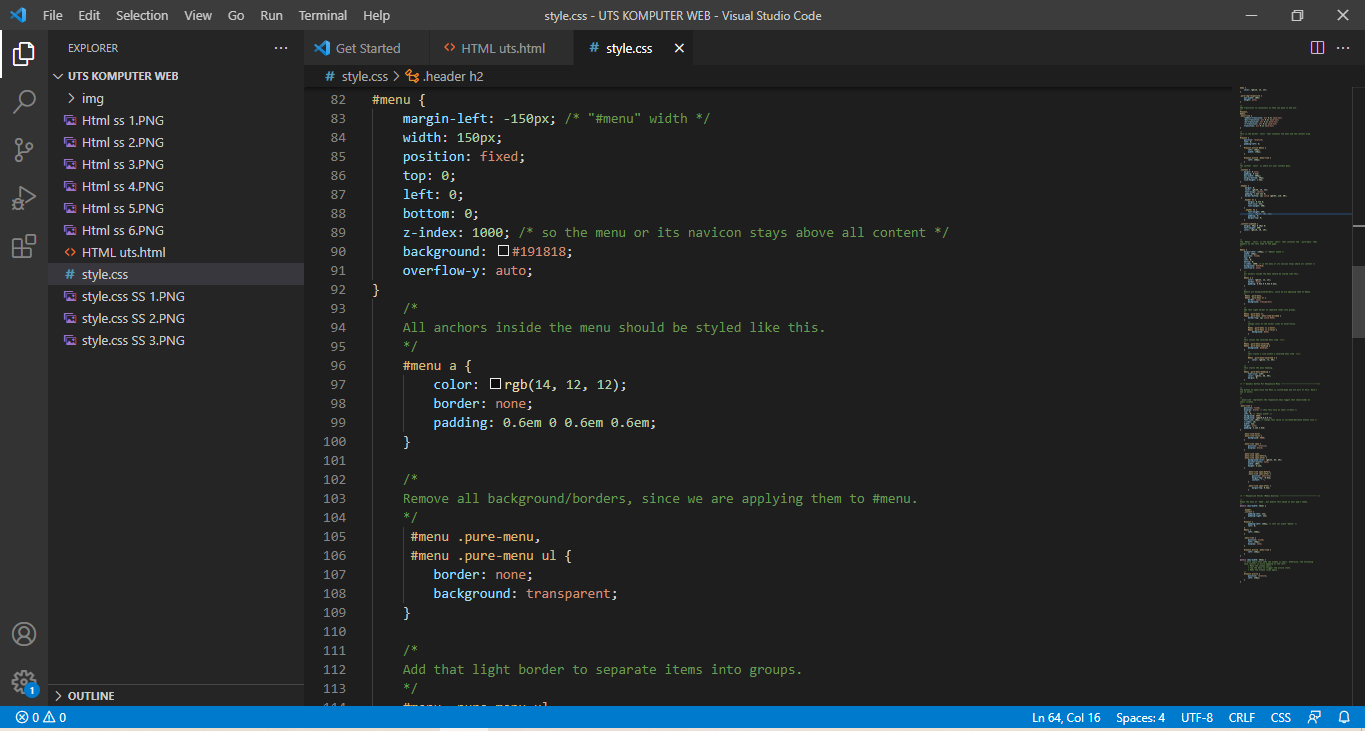 File Edit Selection View Go Run Terminal Help style.css - UTS KOMPUTER WEB - Visual Studio Code
EXPLORER
UTS KOMPUTER WEB
img
Html ss 1.PNG
Html ss 2.PNG
Html ss 3.PNG
Html ss 4.PNG
Html ss 5.PNG
Html ss 6.PNG
HTML uts.html
style.css
style.css SS 1.PNG
style.css SS 2.PNG
style.css SS 3.PNG
OUTLINE
Get Started HTML uts.html style.css
style.css > .header h2
82 #menu {
83 margin-left: -150px; /* "#menu" width */
84 width: 150px;
85 position: fixed;
86 top: 0;
87 left: 0;
88 bottom: 0;
89 z-index: 1000; /* so the menu or its navicon stays above all content */
90 background: #191818;
91 overflow-y: auto;
92 }
93 /*
94 All anchors inside the menu should be styled like this.
95 */
96 #menu a {
97 color: rgb(14, 12, 12);
98 border: none;
99 padding: 0.6em 0 0.6em 0.6em;
100 }
101
102 /*
103 Remove all background/borders, since we are applying them to #menu.
104 */
105 #menu .pure-menu,
106 #menu .pure-menu ul {
107 border: none;
108 background: transparent;
109 }
110
111 /*
112 Add that light border to separate items into groups.
113 */
114 #menu .pure-menu ul
1
0 0 Ln 64, Col 16 Spaces: 4 UTF-8 CRLF CSS